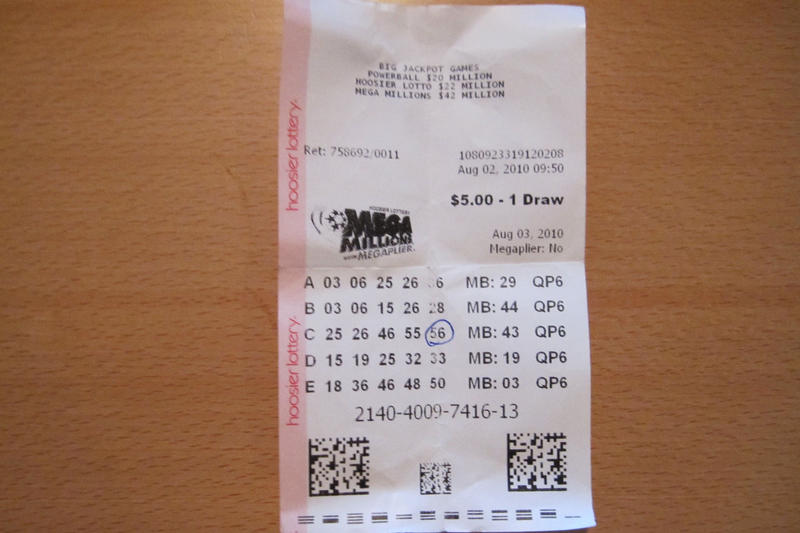 BIG JACKPOT GAMES
POWERBALL $20 MILLION
HOOSIER LOTTO $22 MILLION
MEGA MILLIONS $42 MILLION
hoosier lottery
Ret: 758692/0011
1080923319120208
Aug 02, 2010 09:50
$5.00 - 1 Draw
HOOSIER LOTTERY
MEGA
MILLIONS
WITH MEGAPLIER.
Aug 03, 2010
Megaplier: No
A 03 06 25 26 MB: 29 QP6
B 03 06 15 26 28 MB: 44 QP6
C 25 26 46 55 56 MB: 43 QP6
D 15 19 25 32 33 MB: 19 QP6
E 18 36 46 48 50 MB: 03 QP6
hoosier lottery
2140-4009-7416-13